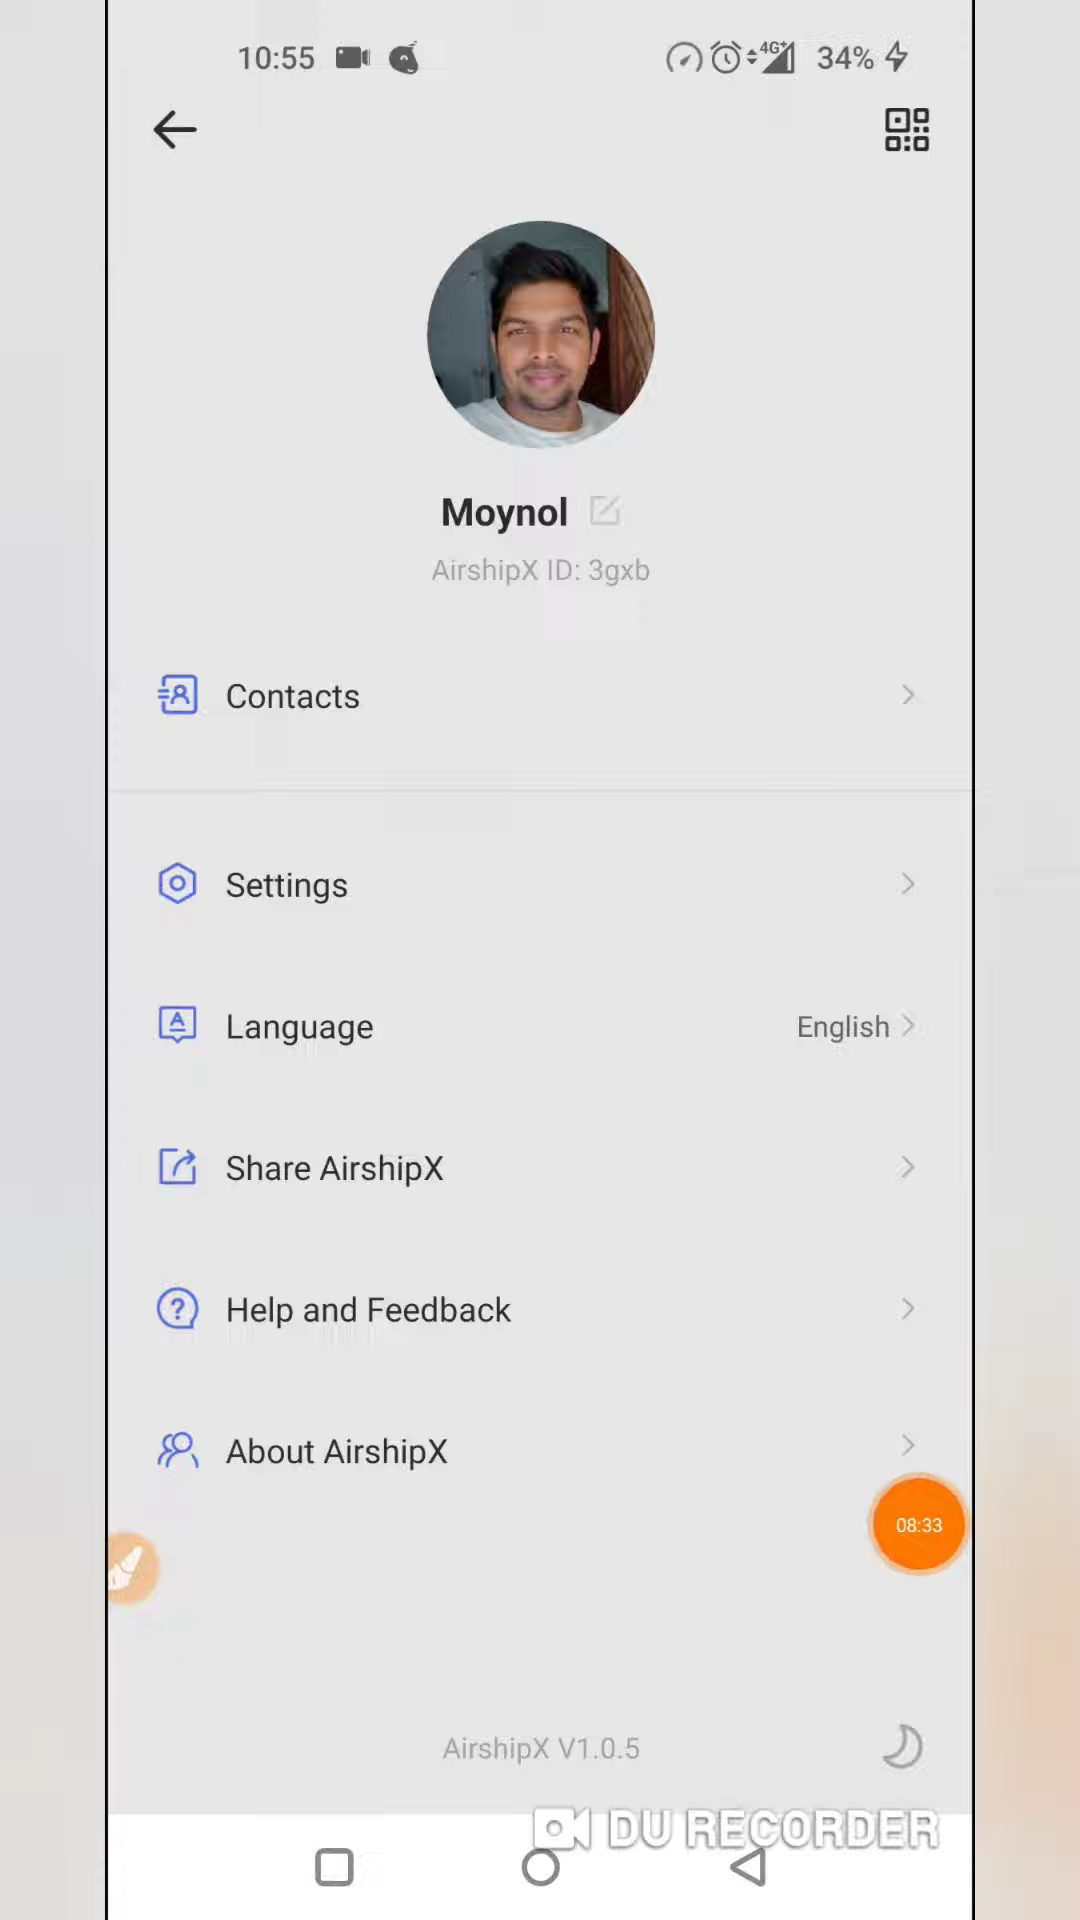 10:55
4G+ 34%
Moynol
AirshipX ID: 3gxb
Contacts
Settings
Language English
Share AirshipX
Help and Feedback
About AirshipX
08:33
AirshipX V1.0.5
DU RECORDER